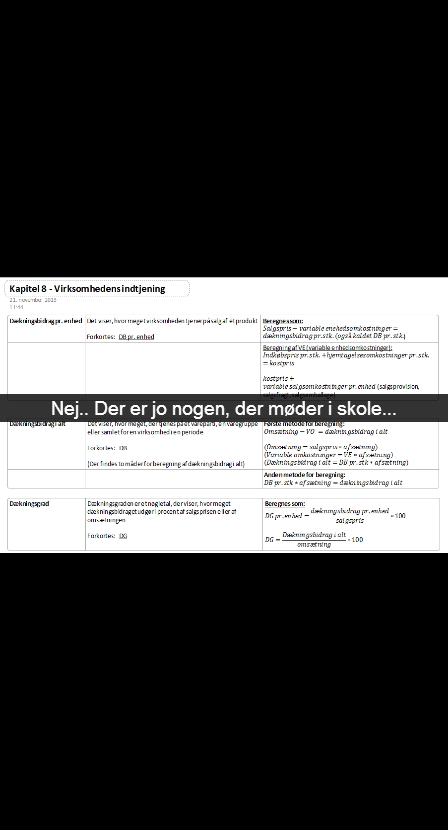 Kapitel 8 - Virksomhedens indtjening
21. november 2018
11:44
Dækningsbidrag pr. enhed
Det viser, hvor meget virksomheden tjener på salg af et produkt
Forkortes: DB pr. enhed
Beregnes som:
Salgspris − variable enehedsomkostninger =
dækningsbidrag pr. stk. (også kaldet DB pr. stk.)
Beregning af VE (variable enhedsomkostninger):
Indkøbspris pr. stk. + hjemtagelsesomkostninger pr. stk.
= kostpris
kostpris +
variable salgsomkostninger pr. enhed (salgsprovision,
Nej.. Der er jo nogen, der møder i skole...
Dækningsbidrag i alt
Det viser, hvor meget, der tjenes på et vareparti, en varegruppe
eller samlet for en virksomhed i en periode
Forkortes: DB
(Der findes to måder for beregning af dækningsbidrag i alt)
Første metode for beregning:
Omsætning − VO = dækningsbidrag i alt
(Omsætning = salgspris * afsætning)
(Variable omkostninger = VE * afsætning)
(Dækningsbidrag i alt = DB pr. stk * afsætning)
Anden metode for beregning:
DB pr. stk * afsætning = dækningsbidrag i alt
Dækningsgrad
Dækningsgraden er et nøgletal, der viser, hvor meget
dækningsbidraget udgør i procent af salgsprisen eller af
omsætningen
Forkortes: DG
Beregnes som:
DG pr. enhed = dækningsbidrag pr. enhed / salgspris * 100
DG = Dækningsbidrag i alt / omsætning * 100